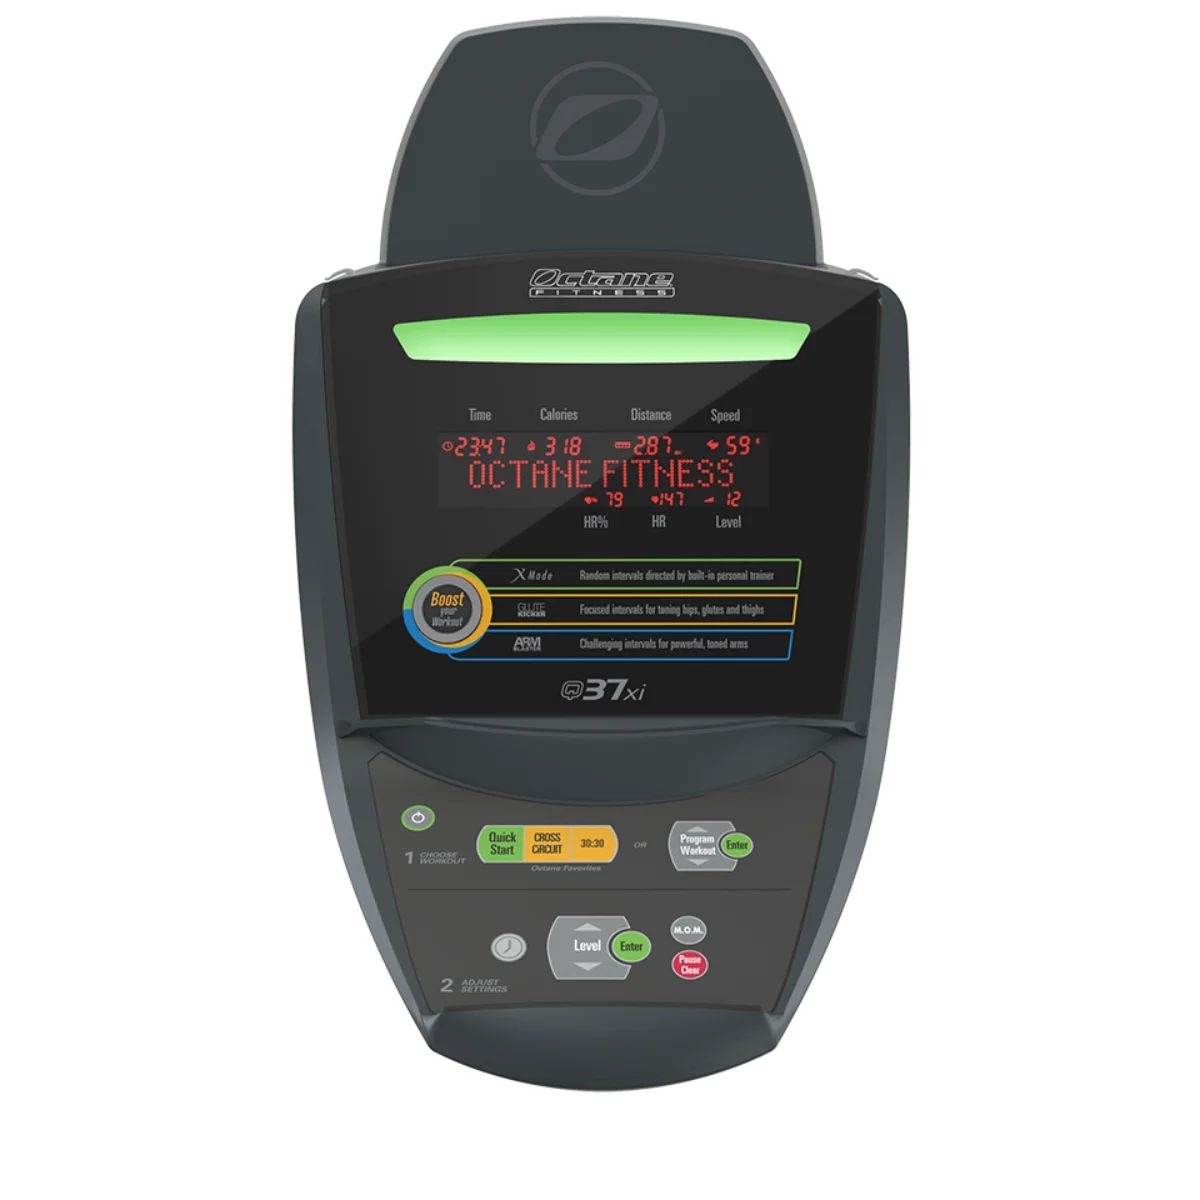 Octane
FITNESS
Time Calories Distance Speed
23:47 318 2.87 59
OCTANE FITNESS
79 147 12
HR% HR Level
X Mode Random intervals directed by built-in personal trainer
Boost
your
Workout
GLUTE
KICKER
Focused intervals for toning hips, glutes and thighs
ARM
BLASTER
Challenging intervals for powerful, toned arms
Q37xi
Quick
Start
CROSS
CiRCUIT
30:30
OR
Program
Workout
Enter
1 CHOOSE
WORKOUT
Octane Favorites
Level
Enter
M.O.M.
Pause
Clear
2 ADJUST
SETTINGS